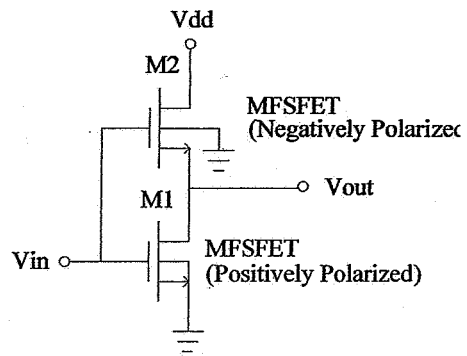 Vdd
M2
MFSFET
(Negatively Polarized
Vout
M1
MFSFET
(Positively Polarized)
Vin